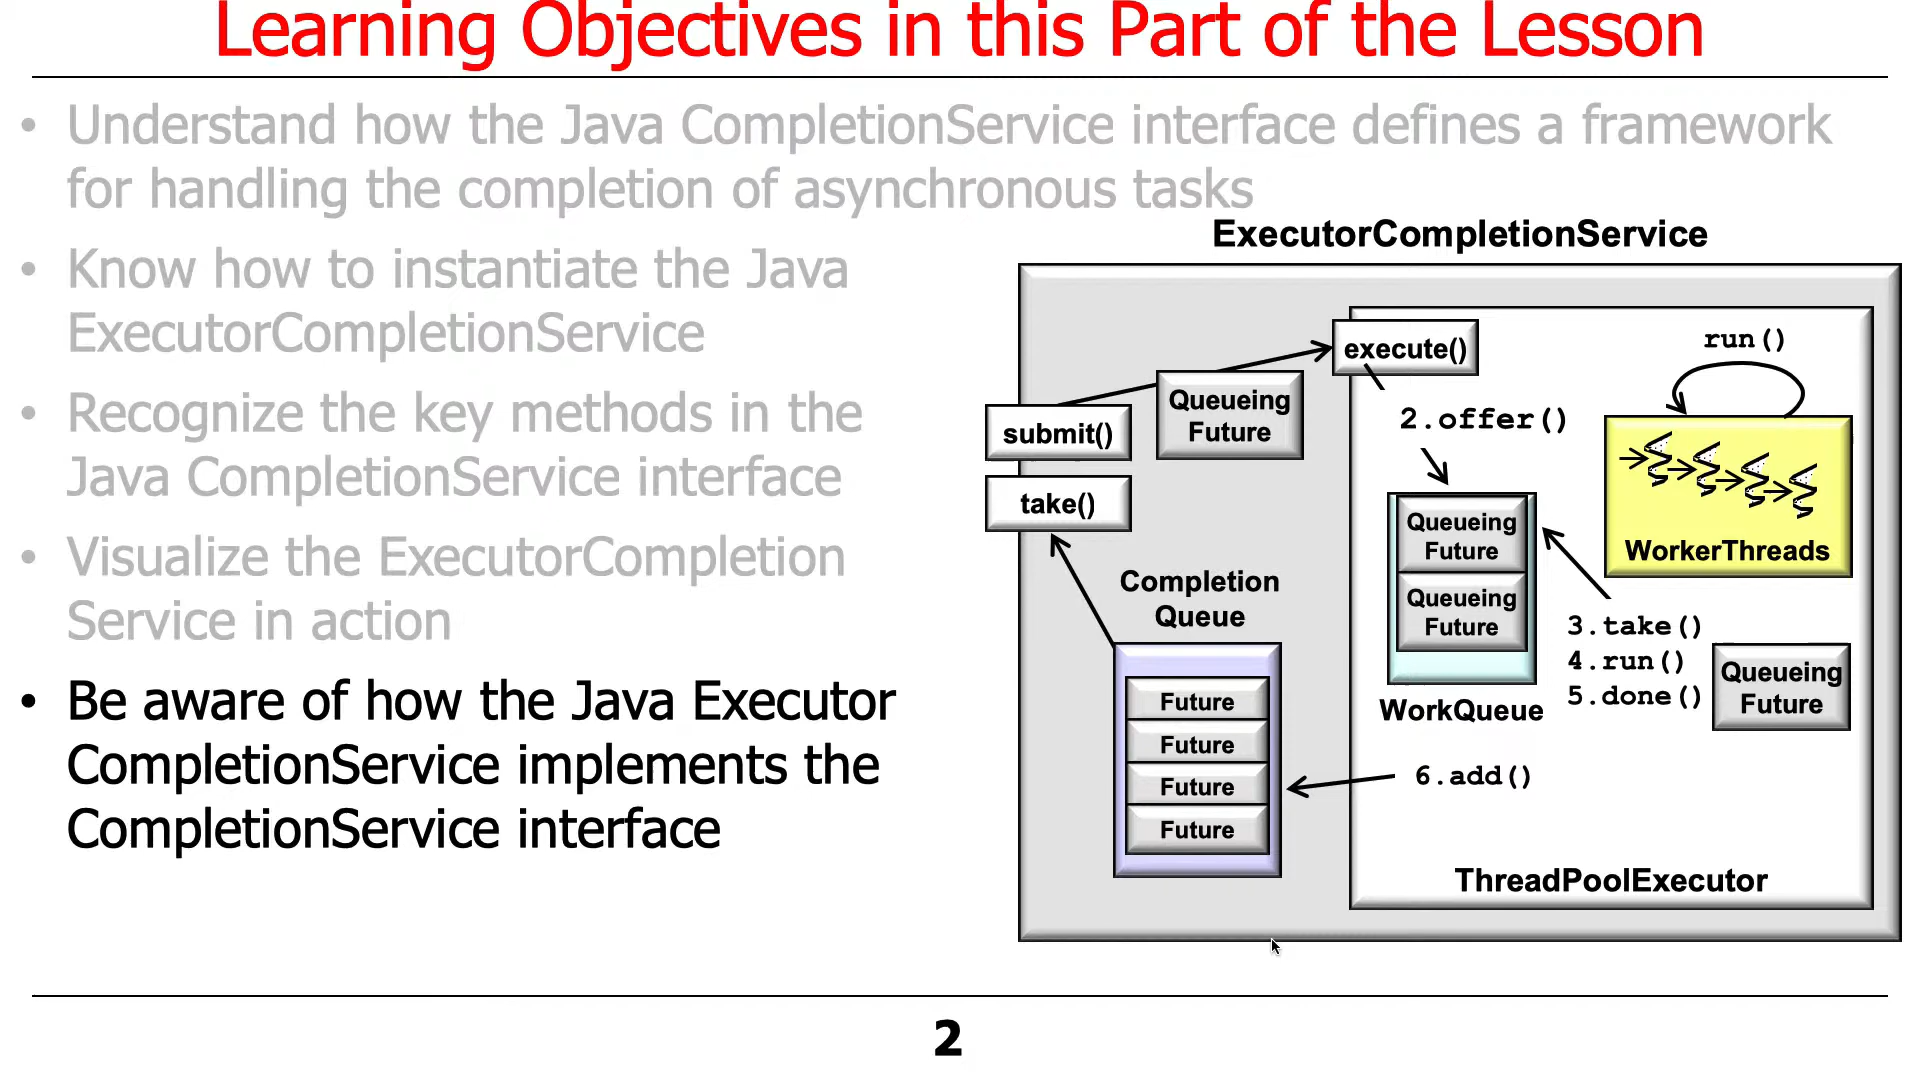 Learning Objectives in this Part of the Lesson
• Understand how the Java CompletionService interface defines a framework
for handling the completion of asynchronous tasks
• Know how to instantiate the Java
ExecutorCompletionService
• Recognize the key methods in the
Java CompletionService interface
• Visualize the ExecutorCompletion
Service in action
• Be aware of how the Java Executor
CompletionService implements the
CompletionService interface
ExecutorCompletionService
execute()
run()
Queueing
Future
submit()
2.offer()
take()
Queueing
Future
Queueing
Future
WorkerThreads
Completion
Queue
3.take()
4.run()
5.done()
Queueing
Future
WorkQueue
Future
Future
Future
Future
6.add()
ThreadPoolExecutor
2